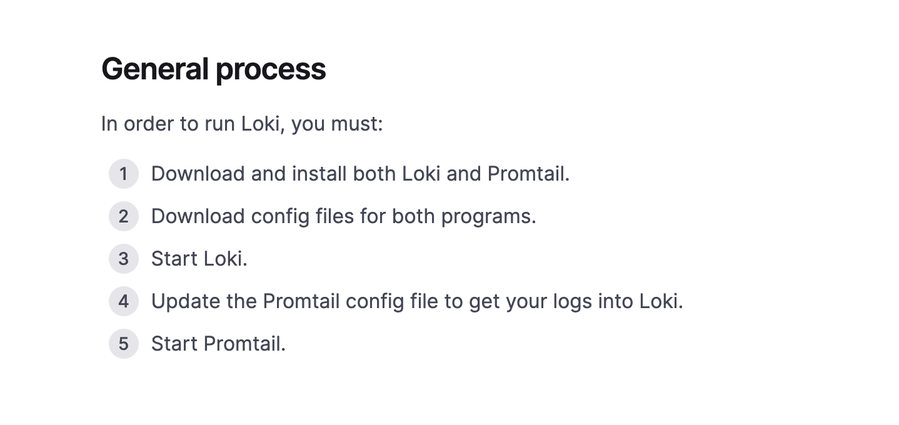 General process
In order to run Loki, you must:
1 Download and install both Loki and Promtail.
2 Download config files for both programs.
3 Start Loki.
4 Update the Promtail config file to get your logs into Loki.
5 Start Promtail.